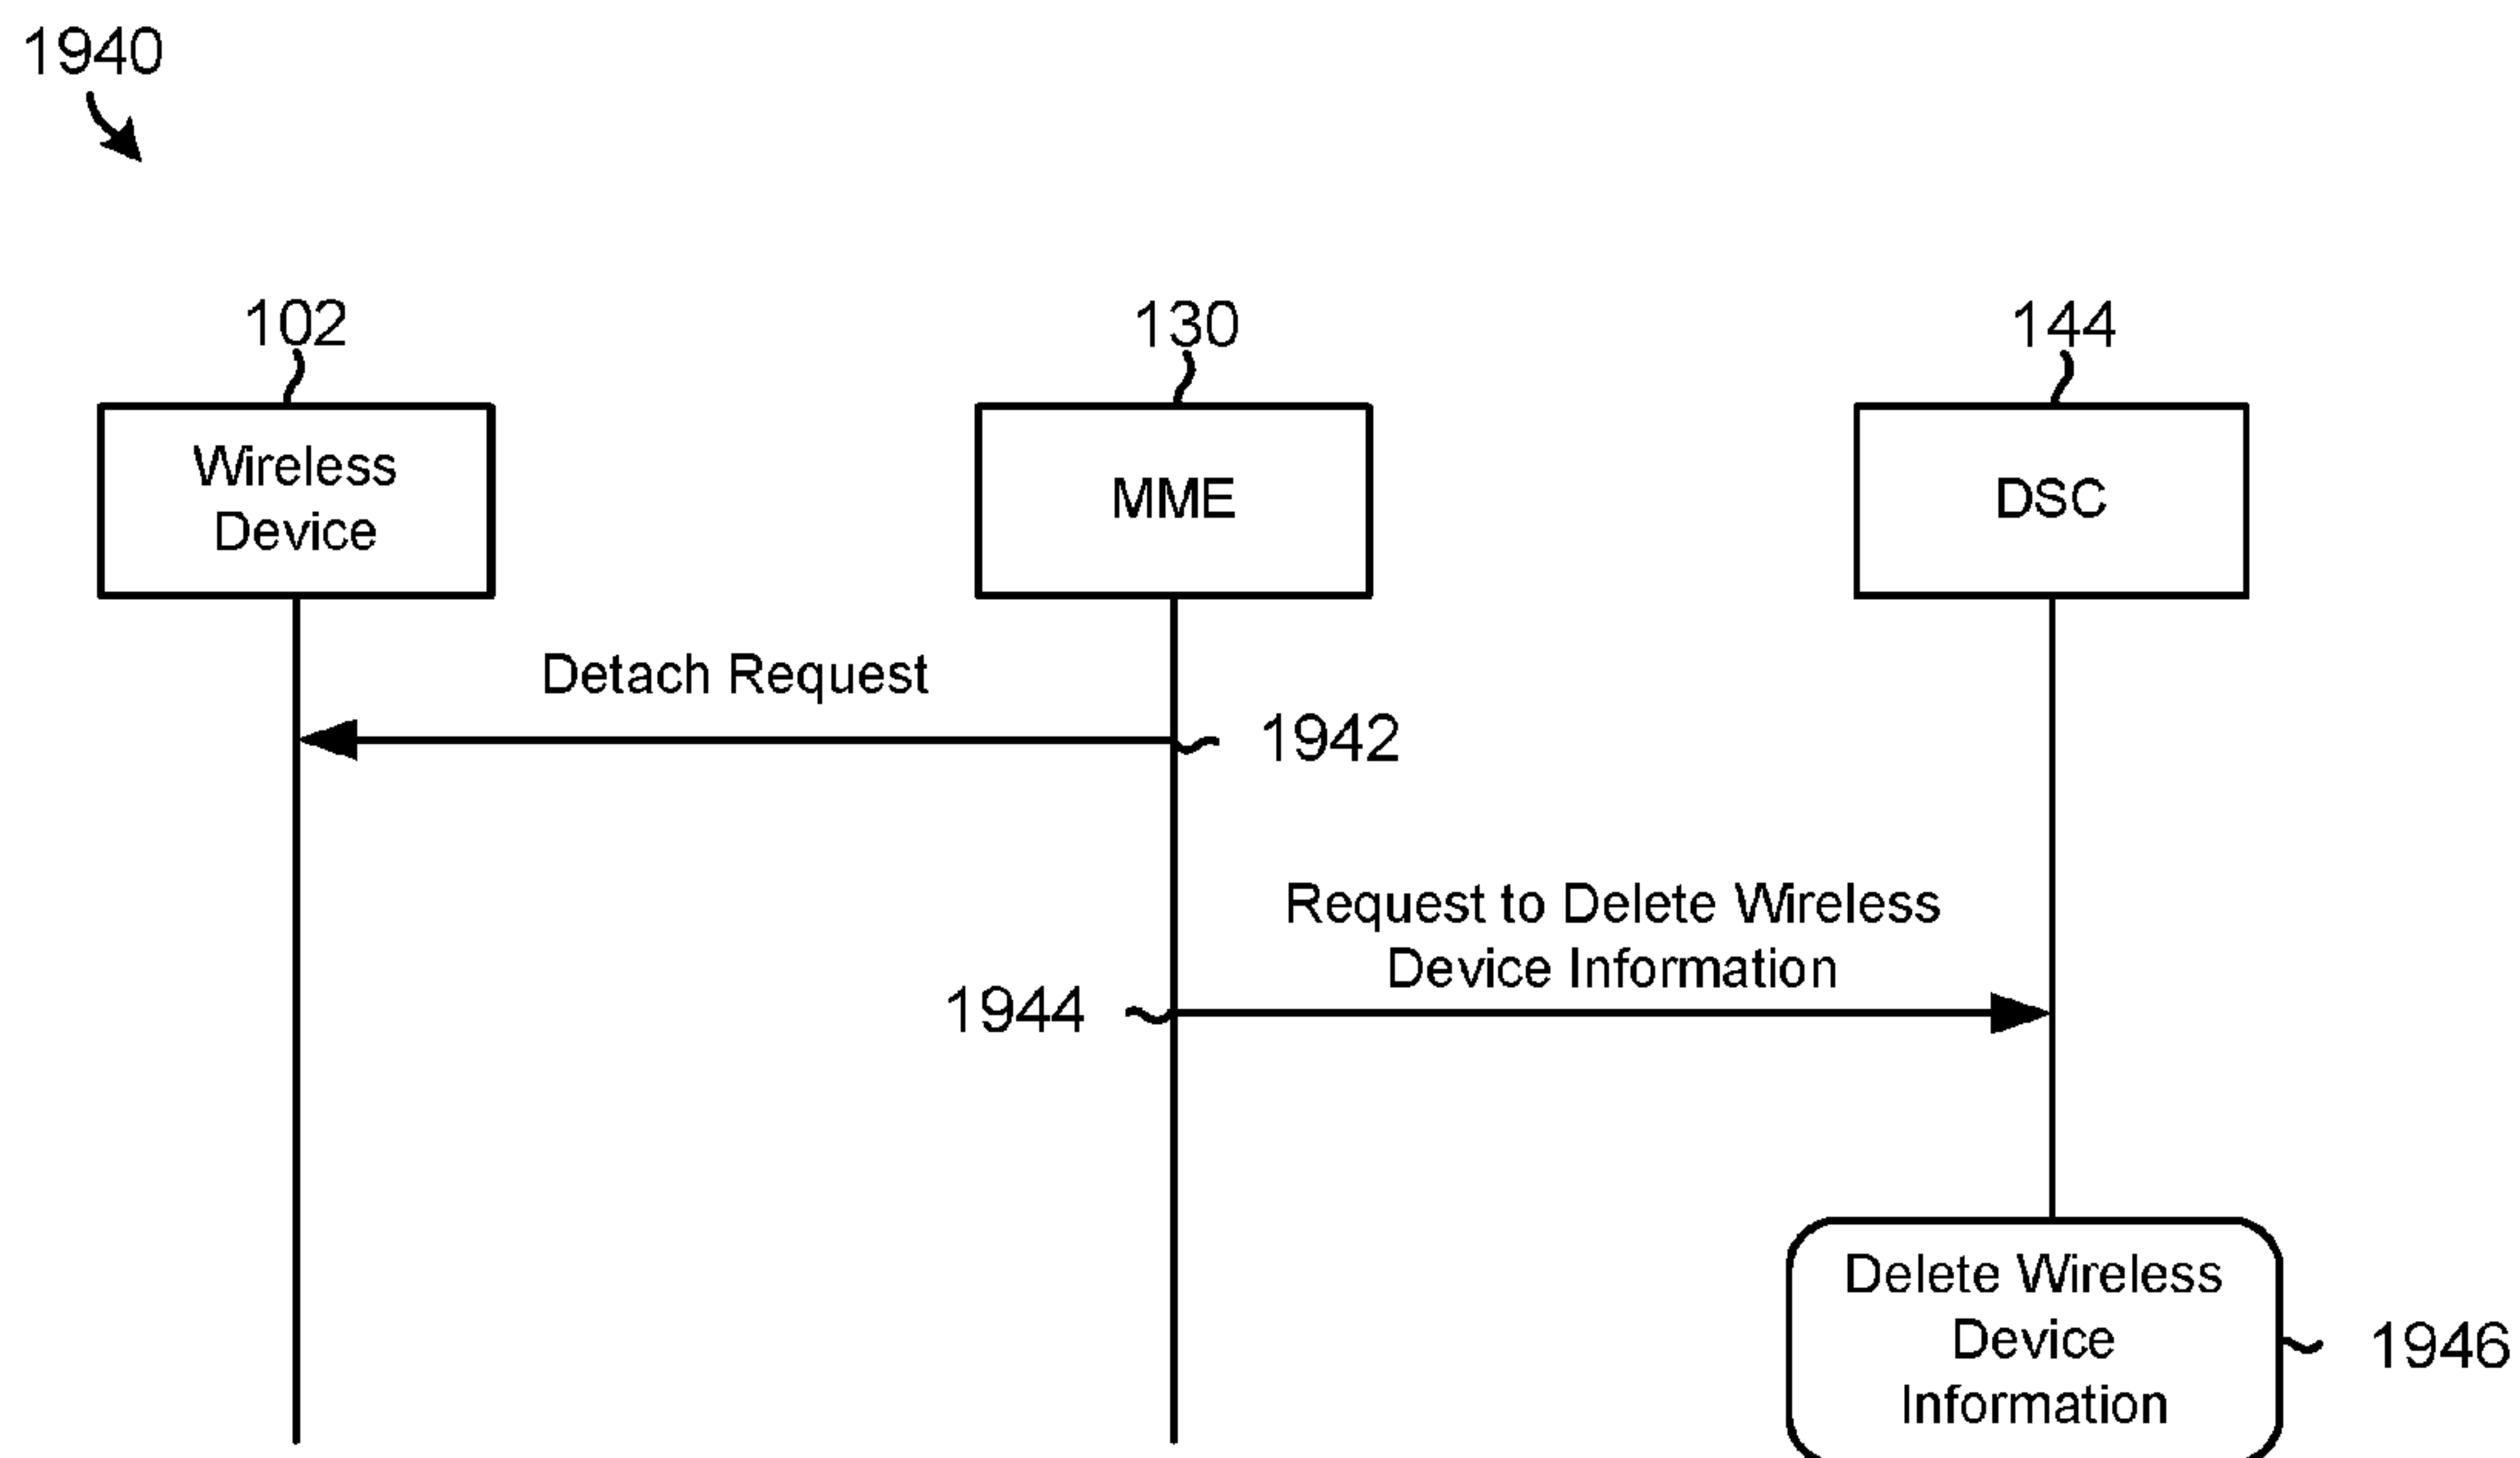 1940
102
130
144
Wireless
Device
MME
DSC
Detach Request
1942
Request to Delete Wireless
Device Information
1944
Delete Wireless
Device
Information
1946